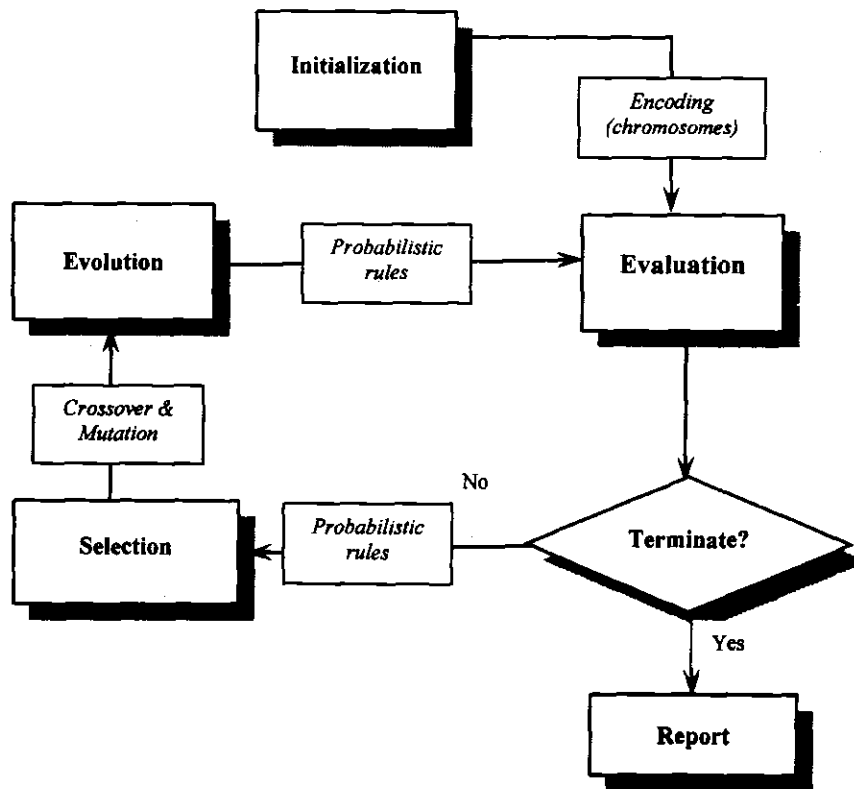 Initialization
Encoding
(chromosomes)
Evolution
Probabilistic
rules
Evaluation
Crossover &
Mutation
No
Selection
Probabilistic
rules
Terminate?
Yes
Report